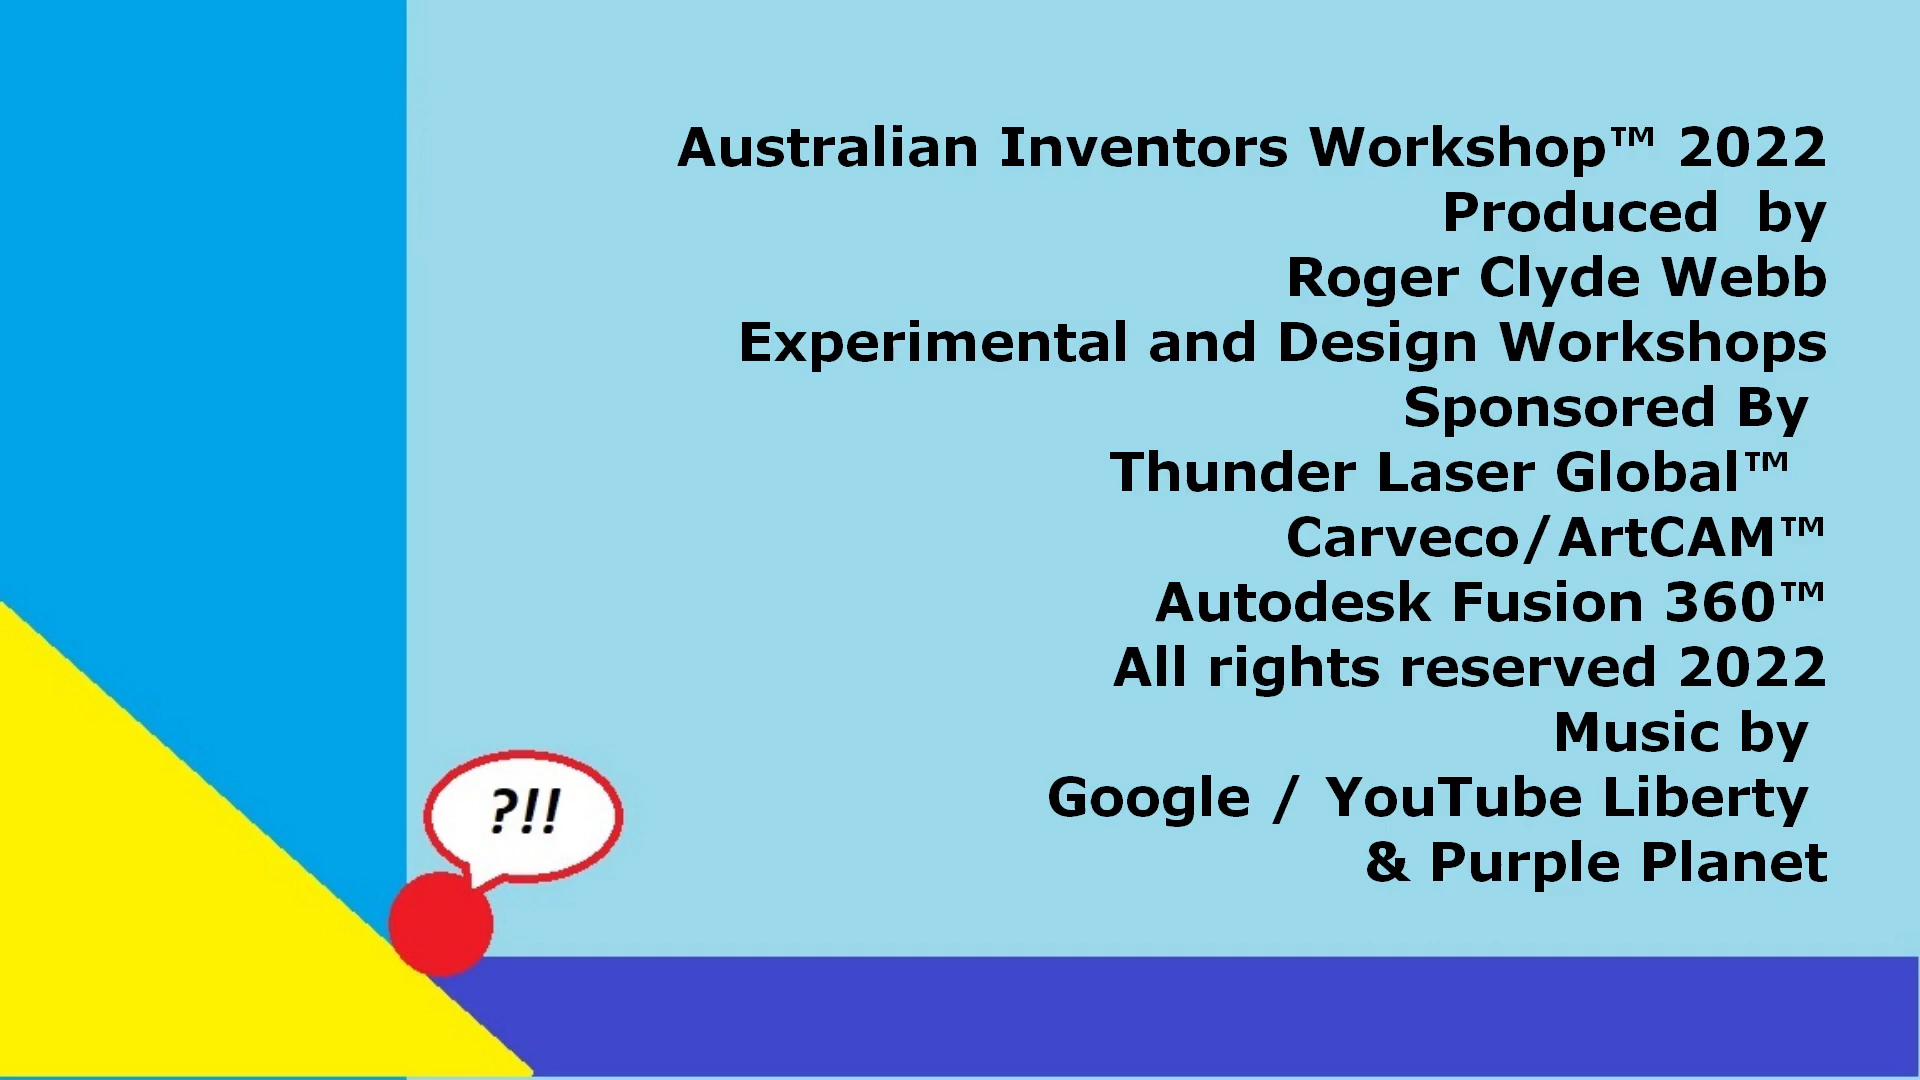 Australian Inventors Workshop™ 2022
Produced  by
Roger Clyde Webb
Experimental and Design Workshops
Sponsored By
Thunder Laser Global™
Carveco/ArtCAM™
Autodesk Fusion 360™
All rights reserved 2022
Music by
Google / YouTube Liberty
& Purple Planet
?!!